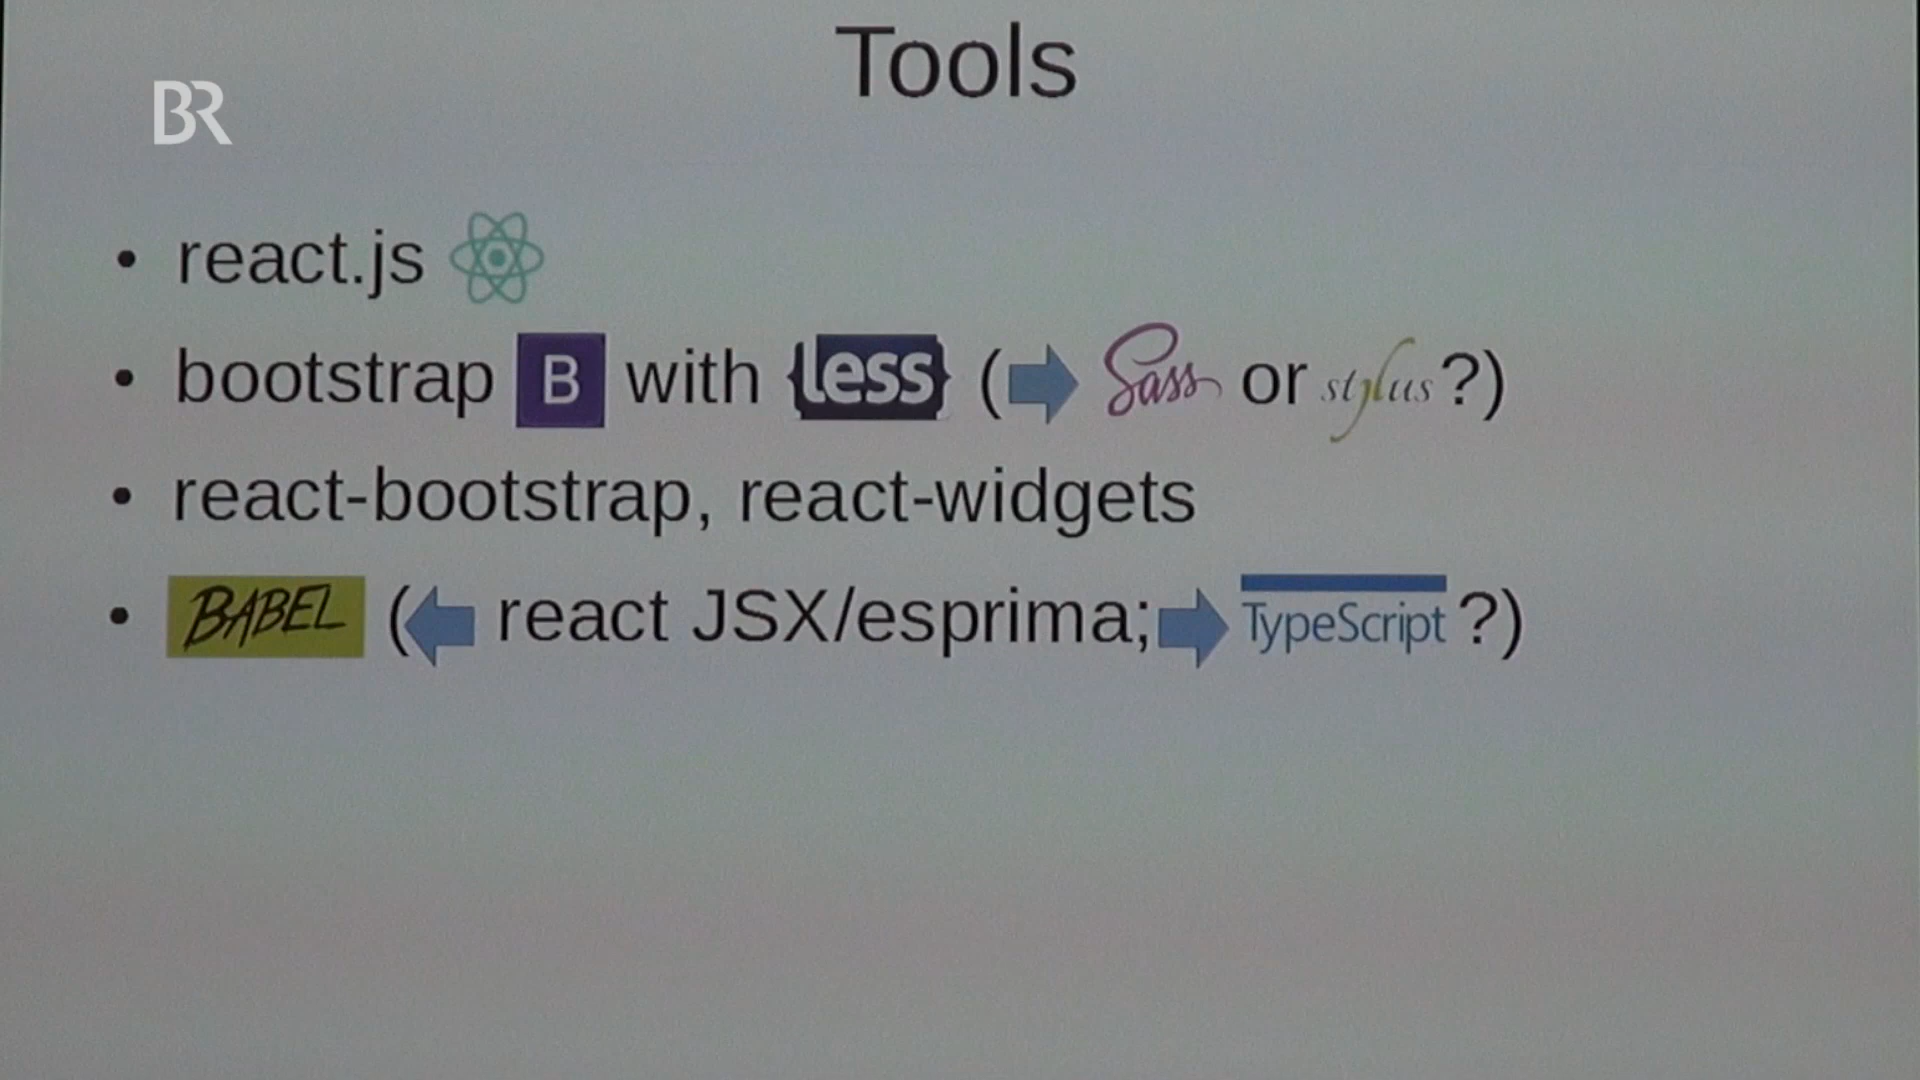 Tools
BR
• react.js
• bootstrap B with {less} (➡ Sass or stylus ?)
• react-bootstrap, react-widgets
• BABEL (⬅ react JSX/esprima; ➡ TypeScript ?)